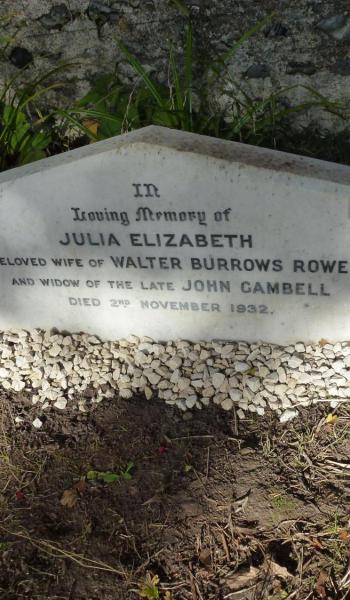 In
Loving Memory of
JULIA ELIZABETH
ELOVED WIFE OF WALTER BURROWS ROWE
AND WIDOW OF THE LATE JOHN GAMBELL
DIED 2ND NOVEMBER 1932.